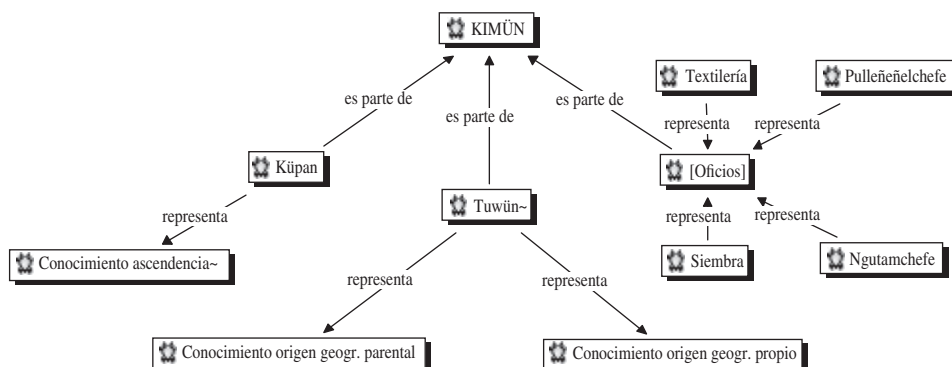 KIMÜN
Textilería
Pulleñeñelchefe
es parte de
es parte de
es parte de
representa
representa
Küpan
[Oficios]
Tuwün~
representa
representa
representa
Conocimiento ascendencia~
Siembra
Ngutamchefe
representa
representa
Conocimiento origen geogr. parental
Conocimiento origen geogr. propio